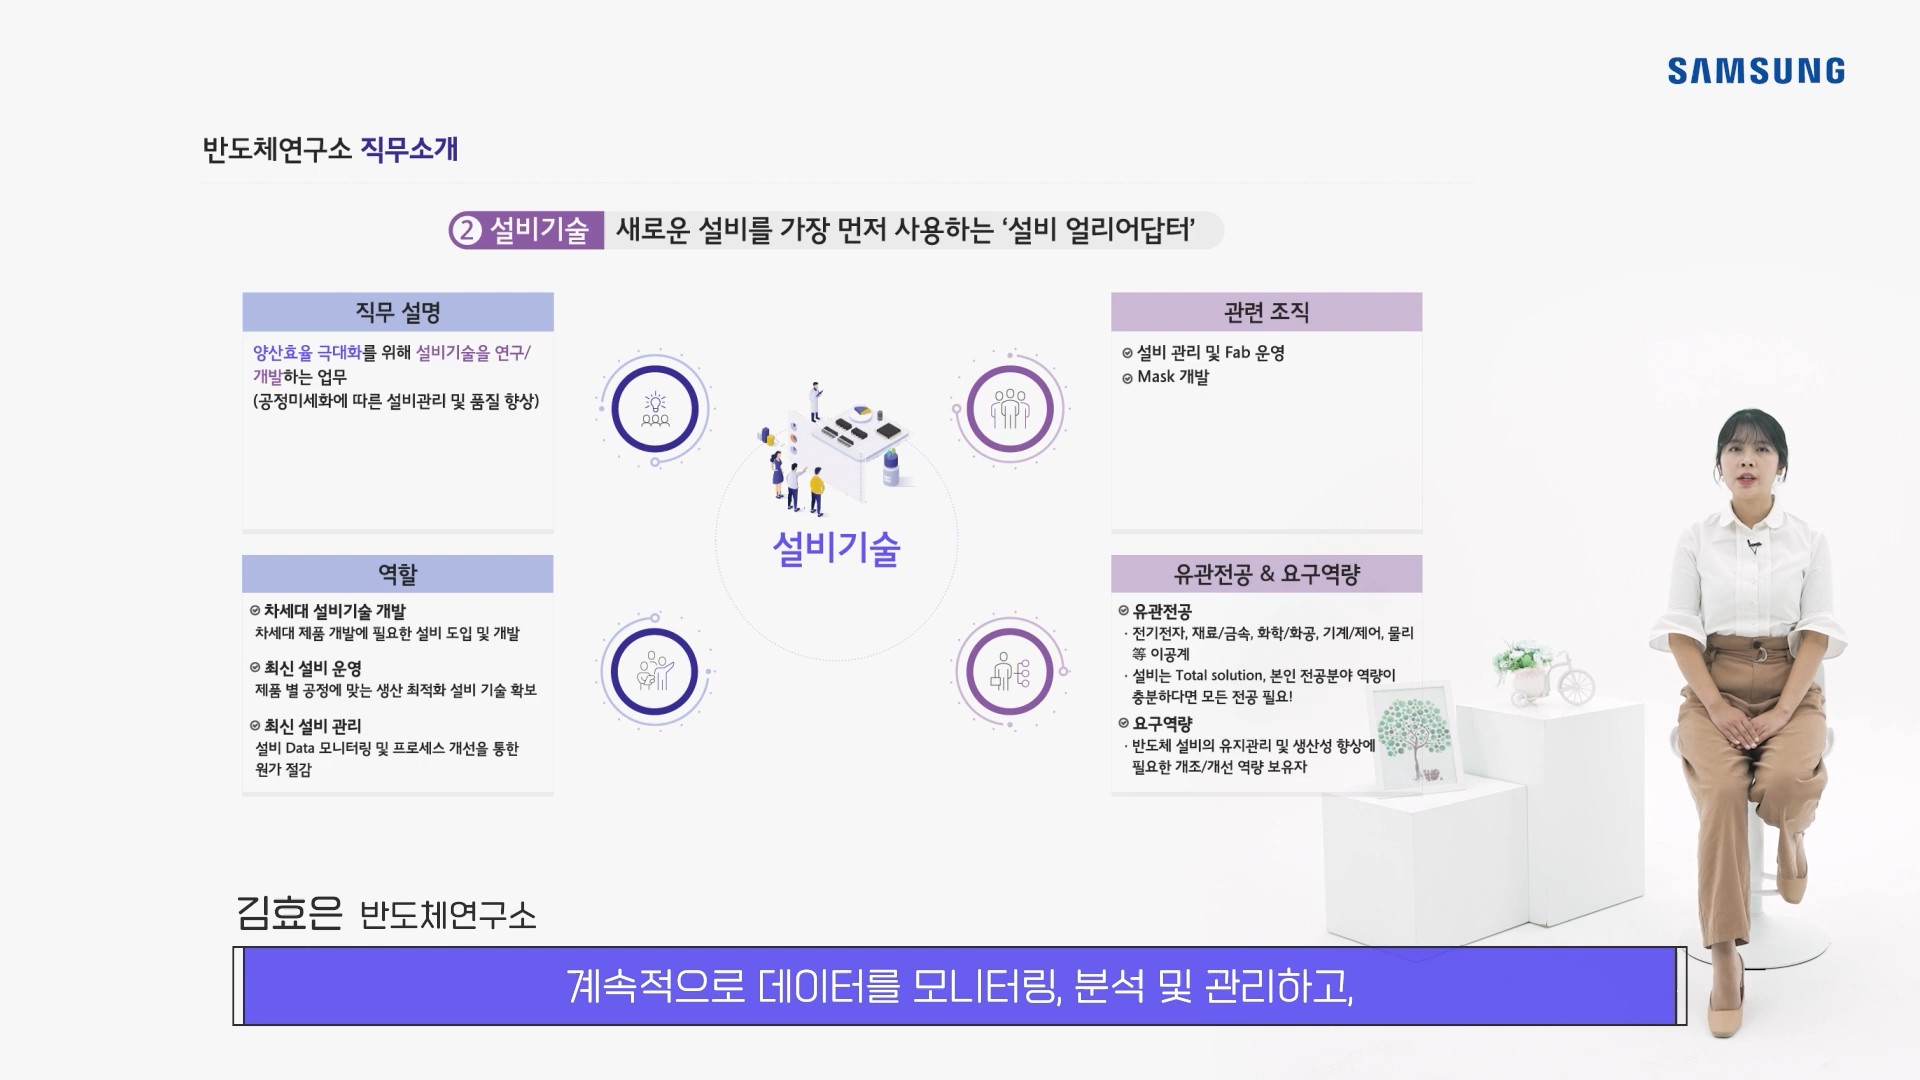 SAMSUNG
반도체연구소 직무소개
2 설비기술 새로운 설비를 가장 먼저 사용하는 ‘설비 얼리어답터’
직무 설명
양산효율 극대화를 위해 설비기술을 연구/
개발하는 업무
(공정미세화에 따른 설비관리 및 품질 향상)
관련 조직
설비 관리 및 Fab 운영
Mask 개발
설비기술
역할
차세대 설비기술 개발
차세대 제품 개발에 필요한 설비 도입 및 개발
최신 설비 운영
제품 별 공정에 맞는 생산 최적화 설비 기술 확보
최신 설비 관리
설비 Data 모니터링 및 프로세스 개선을 통한
원가 절감
유관전공 & 요구역량
유관전공
· 전기전자, 재료/금속, 화학/화공, 기계/제어, 물리
等 이공계
· 설비는 Total solution, 본인 전공분야 역량이
충분하다면 모든 전공 필요!
요구역량
· 반도체 설비의 유지관리 및 생산성 향상에
필요한 개조/개선 역량 보유자
김효은 반도체연구소
계속적으로 데이터를 모니터링, 분석 및 관리하고,